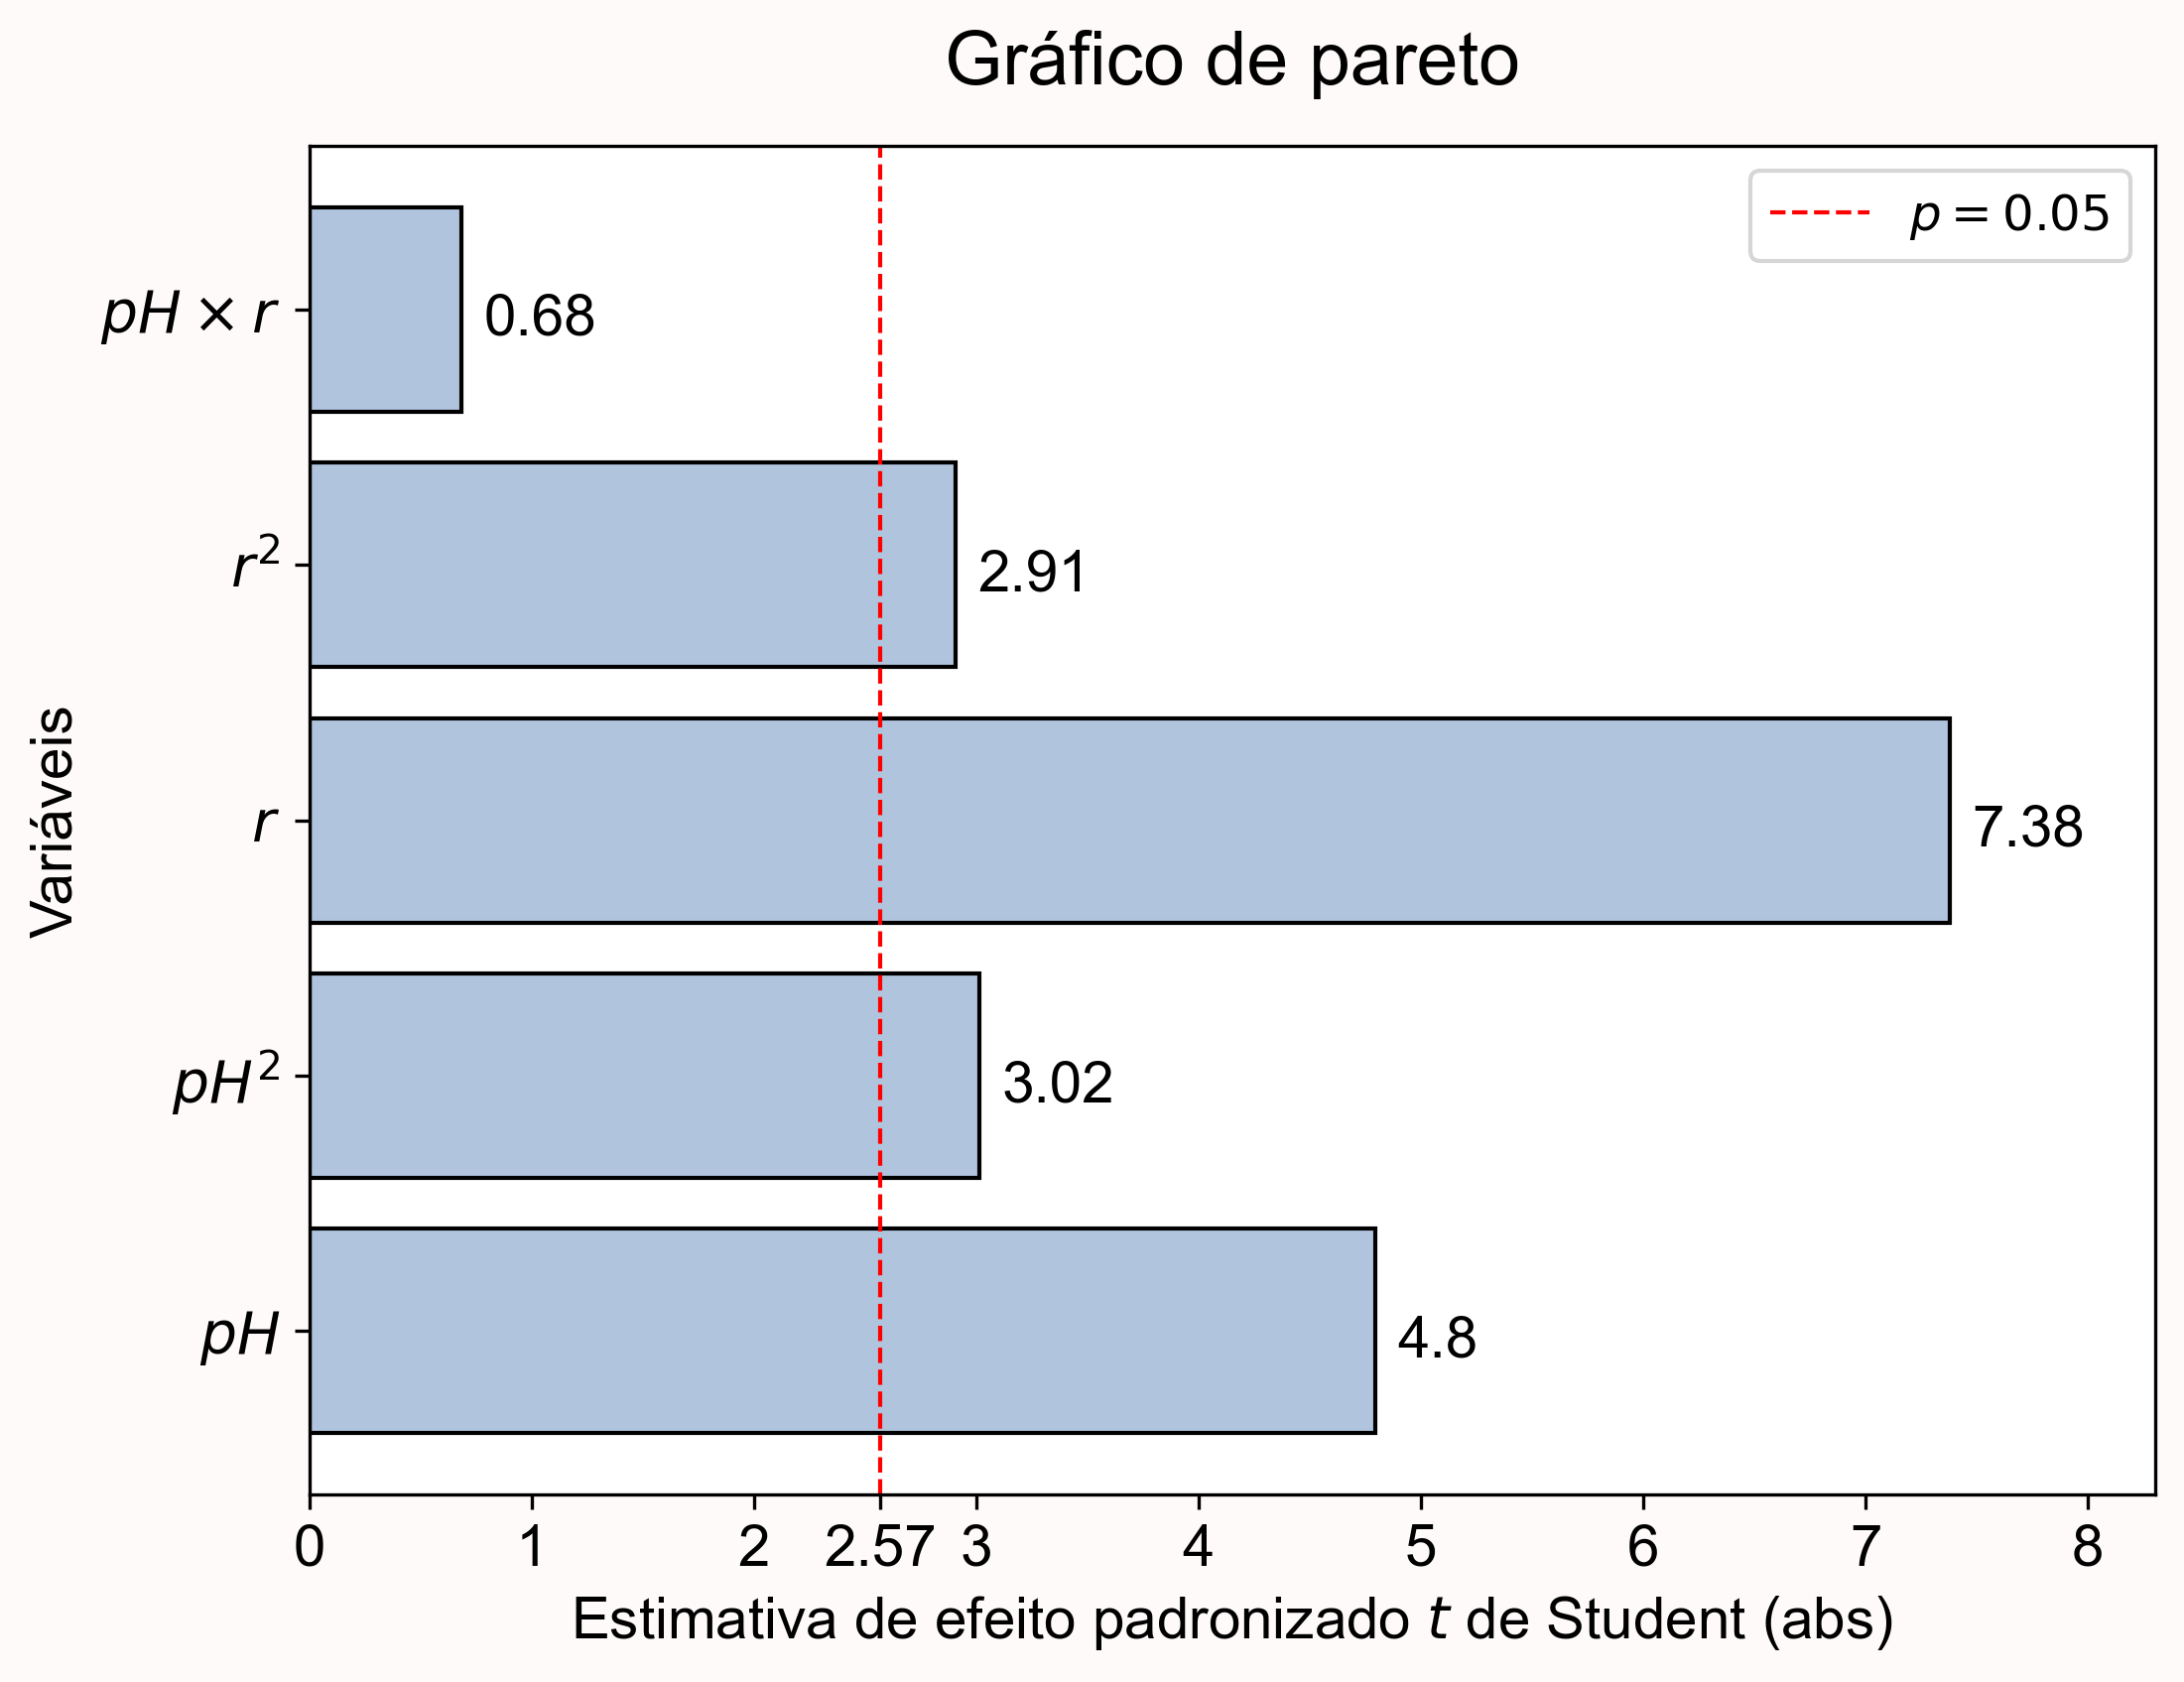 Gráfico de pareto
p = 0.05
pH × r
0.68
r²
2.91
Variáveis
r
7.38
pH²
3.02
pH
4.8
0 1 2 2.57 3 4 5 6 7 8
Estimativa de efeito padronizado t de Student (abs)